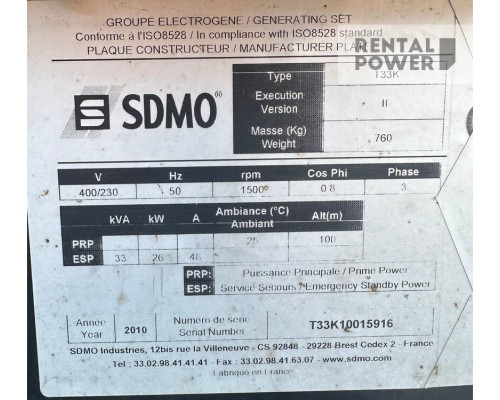 GROUPE ELECTROGENE / GENERATING SET
Conforme à l'ISO8528 / In compliance with ISO8528 standard
PLAQUE CONSTRUCTEUR / MANUFACTURER PLATE
RENTAL
POWER
SDMO®
Type T33K
Execution
Version II
Masse (Kg)
Weight 760
V Hz rpm Cos Phi Phase
400/230 50 1500 0.8 3
kVA kW A Ambiance (°C) Alt(m)
Ambiant
PRP 25 100
ESP 33 26 48
PRP: Puissance Principale / Prime Power
ESP: Service Secours / Emergency Standby Power
Année
Year 2010
Numéro de série
Serial Number T33K10015916
SDMO Industries, 12bis rue la Villeneuve - CS 92848 - 29228 Brest Cedex 2 - France
Tel : 33.02.98.41.41.41 - Fax : 33.02.98.41.63.07 - www.sdmo.com
Fabriqué en France